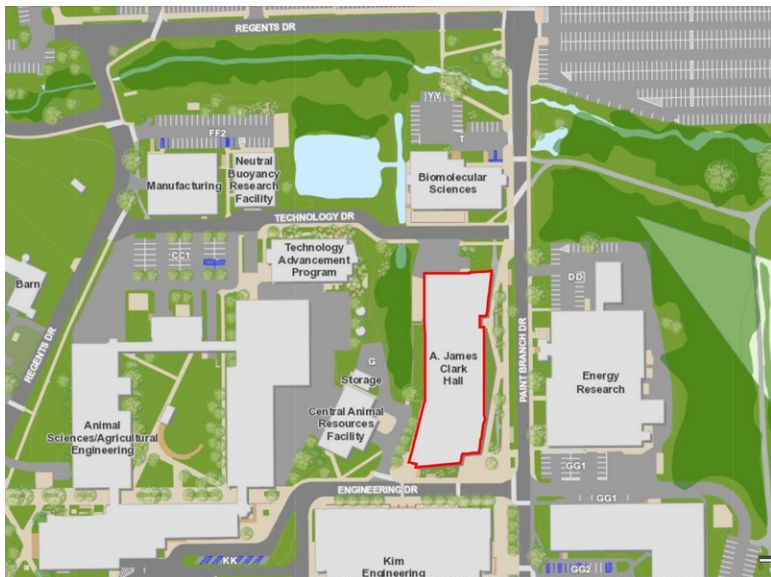 REGENTS DR
YY
FF2
T
Neutral
Buoyancy
Research
Facility
Manufacturing
Biomolecular
Sciences
TECHNOLOGY DR
Technology
Advancement
Program
CC1
Barn
DD
REGENTS DR
PAINT BRANCH DR
A. James
Clark
Hall
G
Storage
Energy
Research
Central Animal
Resources
Facility
Animal
Sciences/Agricultural
Engineering
GG1
ENGINEERING DR
GG1
KK
Kim
Engineering
GG2